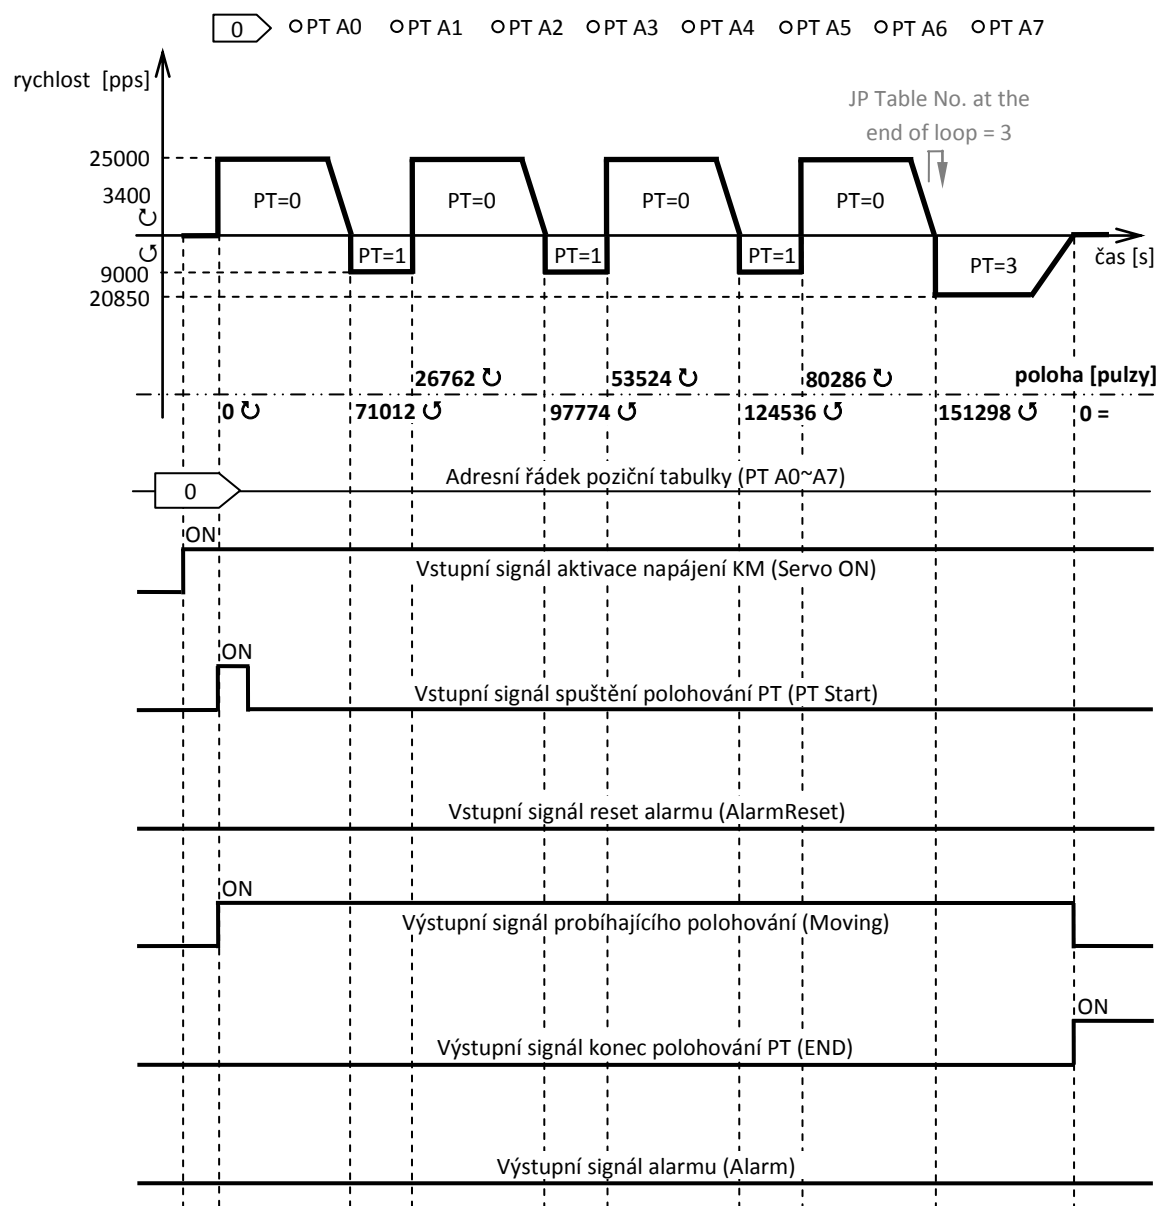 0 PT A0 PT A1 PT A2 PT A3 PT A4 PT A5 PT A6 PT A7
rychlost [pps]
JP Table No. at the
end of loop = 3
25000
3400
PT=0 PT=0 PT=0 PT=0
PT=1 PT=1 PT=1 PT=3
čas [s]
9000
20850
26762 ↻ 53524 ↻ 80286 ↻ poloha [pulzy]
0 ↻ 71012 ↺ 97774 ↺ 124536 ↺ 151298 ↺ 0 =
Adresní řádek poziční tabulky (PT A0~A7)
0
ON
Vstupní signál aktivace napájení KM (Servo ON)
ON
Vstupní signál spuštění polohování PT (PT Start)
Vstupní signál reset alarmu (AlarmReset)
ON
Výstupní signál probíhajícího polohování (Moving)
ON
Výstupní signál konec polohování PT (END)
Výstupní signál alarmu (Alarm)